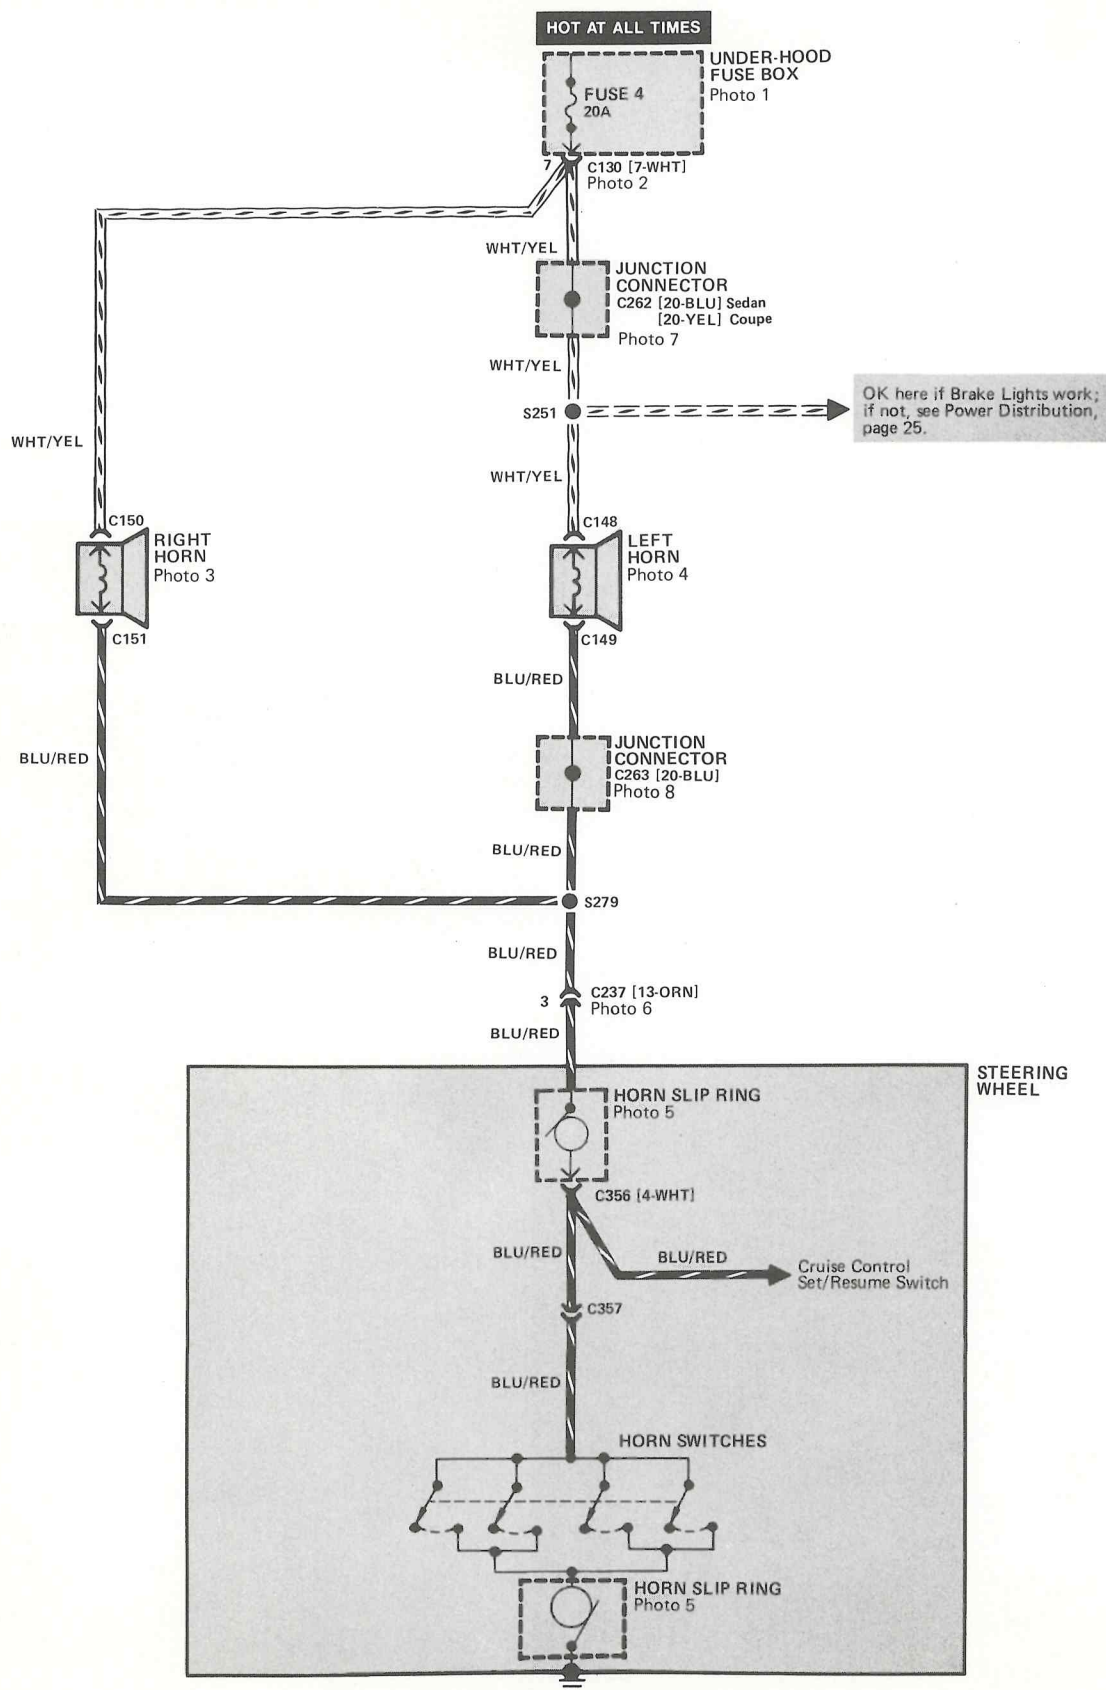 HOT AT ALL TIMES
UNDER-HOOD
FUSE BOX
Photo 1
FUSE 4
20A
7
C130 [7-WHT]
Photo 2
WHT/YEL
JUNCTION
CONNECTOR
C262 [20-BLU] Sedan
[20-YEL] Coupe
Photo 7
WHT/YEL
S251
OK here if Brake Lights work;
if not, see Power Distribution,
page 25.
WHT/YEL
WHT/YEL
C150
RIGHT
HORN
Photo 3
C151
C148
LEFT
HORN
Photo 4
C149
BLU/RED
BLU/RED
JUNCTION
CONNECTOR
C263 [20-BLU]
Photo 8
BLU/RED
S279
BLU/RED
3
C237 [13-ORN]
Photo 6
BLU/RED
STEERING
WHEEL
HORN SLIP RING
Photo 5
C356 [4-WHT]
BLU/RED
BLU/RED
Cruise Control
Set/Resume Switch
C357
BLU/RED
HORN SWITCHES
HORN SLIP RING
Photo 5